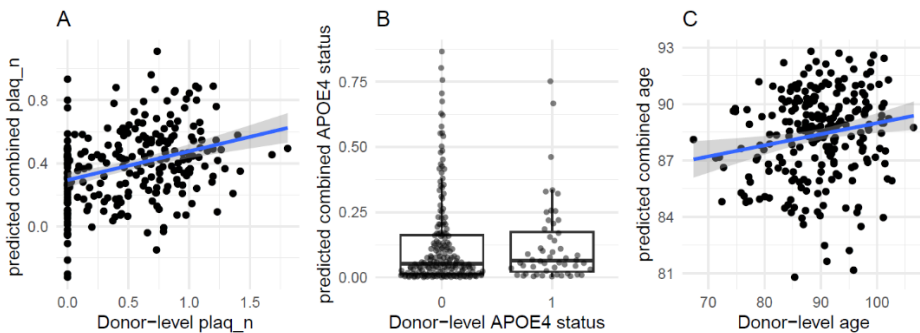 A
predicted combined plaq_n
0.8
0.4
0.0
0.0 0.5 1.0 1.5
Donor-level plaq_n
B
predicted combined APOE4 status
0.75
0.50
0.25
0.00
0 1
Donor-level APOE4 status
C
predicted combined age
93
90
87
84
81
70 80 90 100
Donor-level age